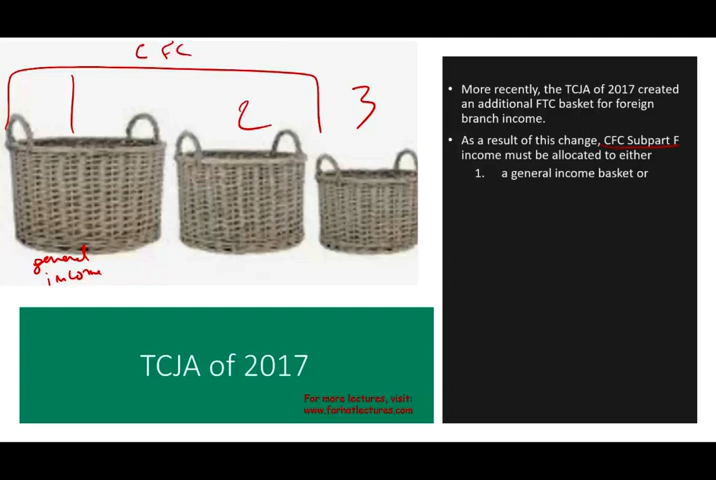 CFC
1
2
3
general
income
• More recently, the TCJA of 2017 created
an additional FTC basket for foreign
branch income.
• As a result of this change, CFC Subpart F
income must be allocated to either
1. a general income basket or
TCJA of 2017
For more lectures, visit:
www.farhatlectures.com